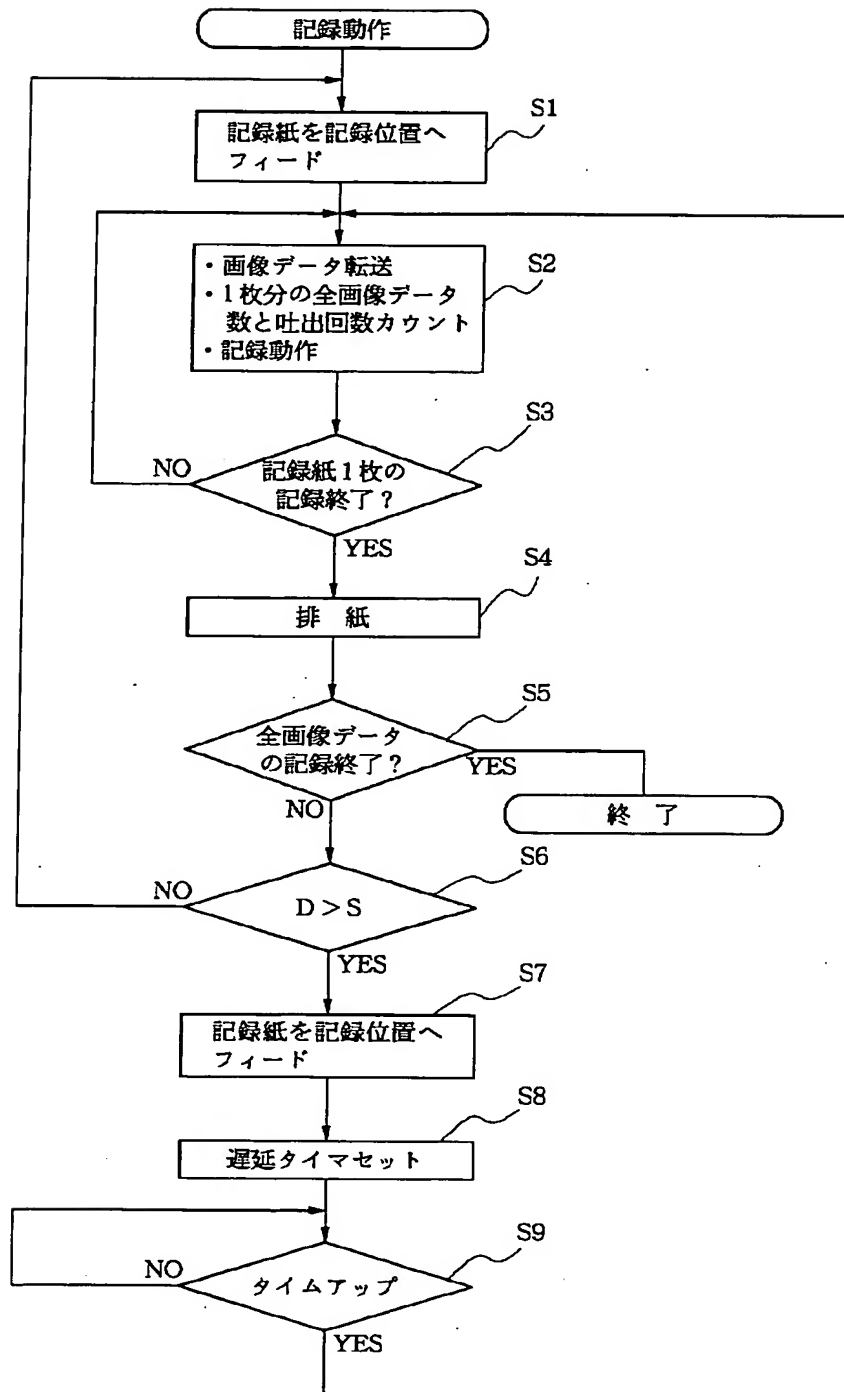 記録動作
S1
記録紙を記録位置へ
フィード
S2
・画像データ転送
・1枚分の全画像データ
数と吐出回数カウント
・記録動作
S3
NO
記録紙1枚の
記録終了?
YES
S4
排 紙
S5
全画像データ
の記録終了?
YES
NO
終 了
S6
NO
D>S
YES
S7
記録紙を記録位置へ
フィード
S8
遅延タイマセット
S9
NO
タイムアップ
YES